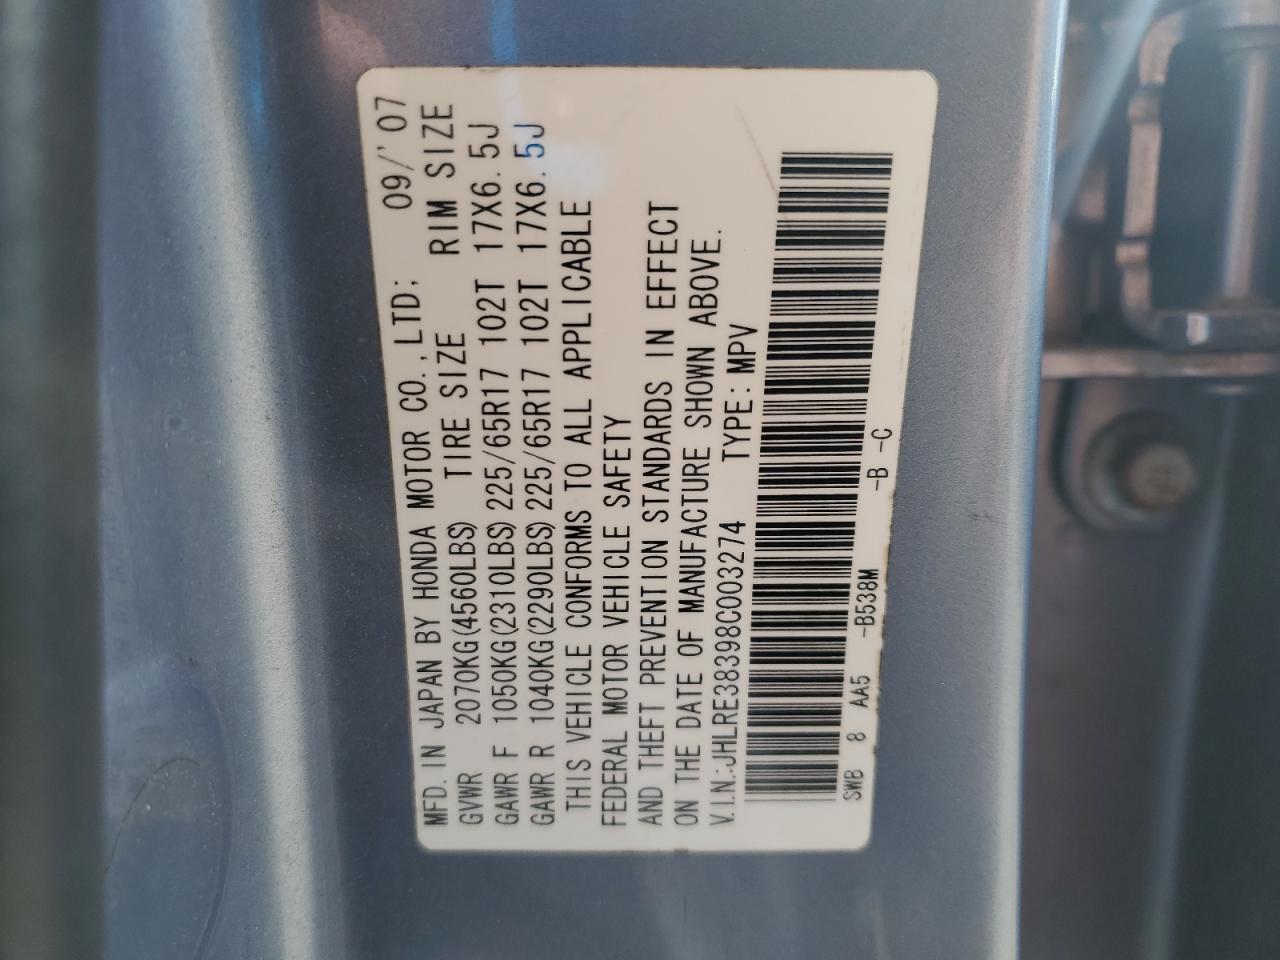 MFD. IN JAPAN BY HONDA MOTOR CO.,LTD; 09/'07
GVWR 2070KG(4560LBS) TIRE SIZE RIM SIZE
GAWR F 1050KG(2310LBS) 225/65R17 102T 17X6.5J
GAWR R 1040KG(2290LBS) 225/65R17 102T 17X6.5J
THIS VEHICLE CONFORMS TO ALL APPLICABLE
FEDERAL MOTOR VEHICLE SAFETY
AND THEFT PREVENTION STANDARDS IN EFFECT
ON THE DATE OF MANUFACTURE SHOWN ABOVE.
V.I.N.:JHLRE38398C003274 TYPE:MPV
SWB 8 AA5 -B538M -B -C